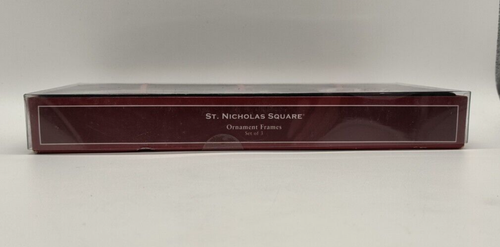 ST. NICHOLAS SQUARE
Ornament Frames
Set of 3